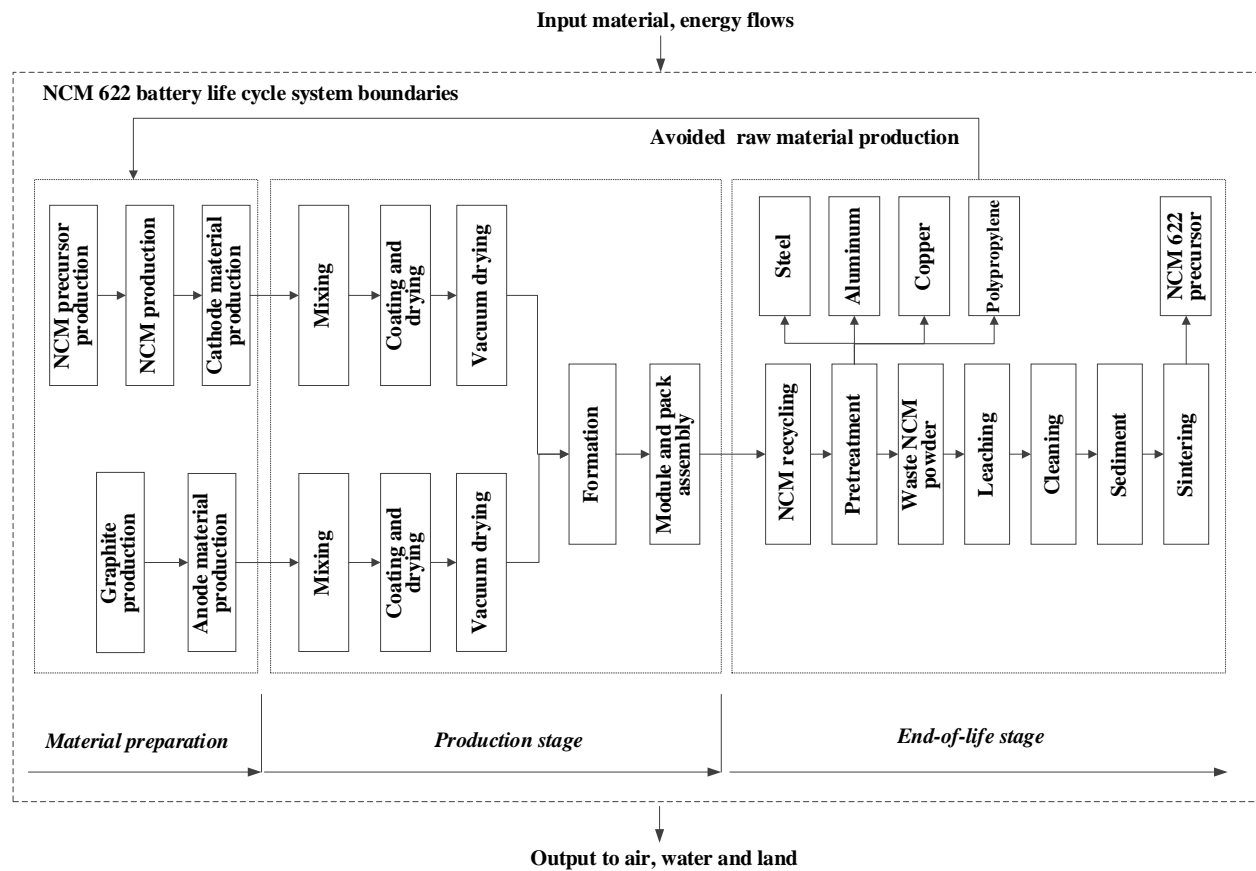 Input material, energy flows
NCM 622 battery life cycle system boundaries
Avoided raw material production
NCM precursor
production
NCM production
Cathode material
production
Mixing
Coating and
drying
Vacuum drying
Steel
Aluminum
Copper
Polypropylene
NCM 622
precursor
Formation
Module and pack
assembly
NCM recycling
Pretreatment
Waste NCM
powder
Leaching
Cleaning
Sediment
Sintering
Graphite
production
Anode material
production
Mixing
Coating and
drying
Vacuum drying
Material preparation
Production stage
End-of-life stage
Output to air, water and land